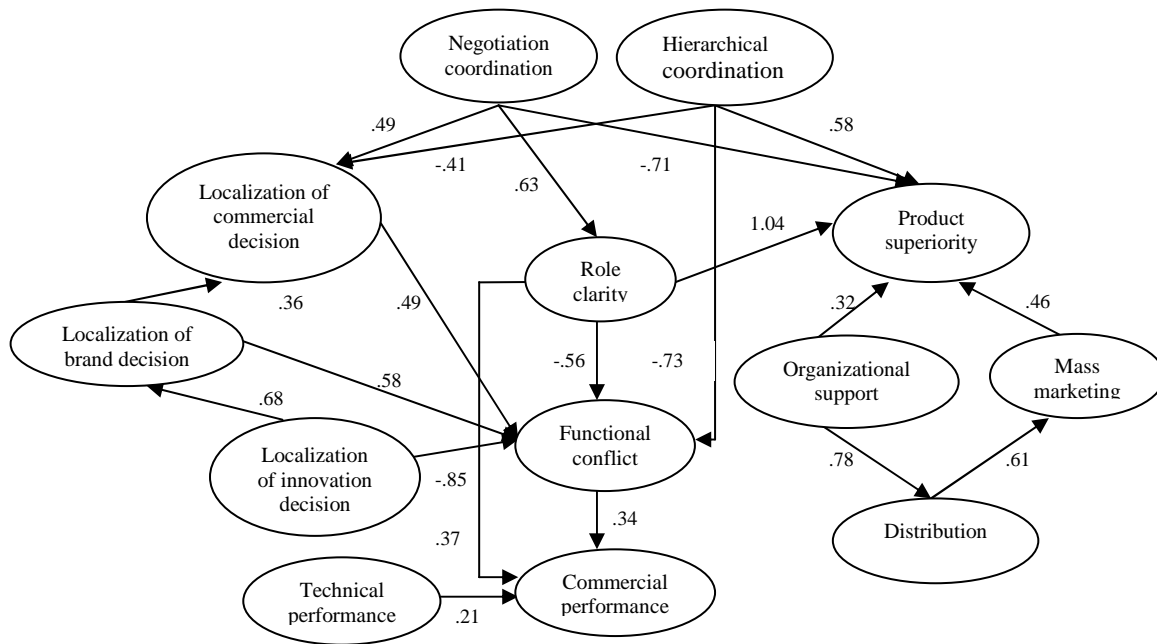 Negotiation
coordination
Hierarchical
coordination
.49
.58
-.41
-.71
.63
Localization of
commercial
decision
Product
superiority
1.04
Role
clarity
.36
.49
.32
.46
Localization of
brand decision
-.56
-.73
Organizational
support
Mass
marketing
.58
.68
Functional
conflict
Localization
of innovation
decision
-.85
.78
.61
.34
.37
Distribution
Technical
performance
.21
Commercial
performance